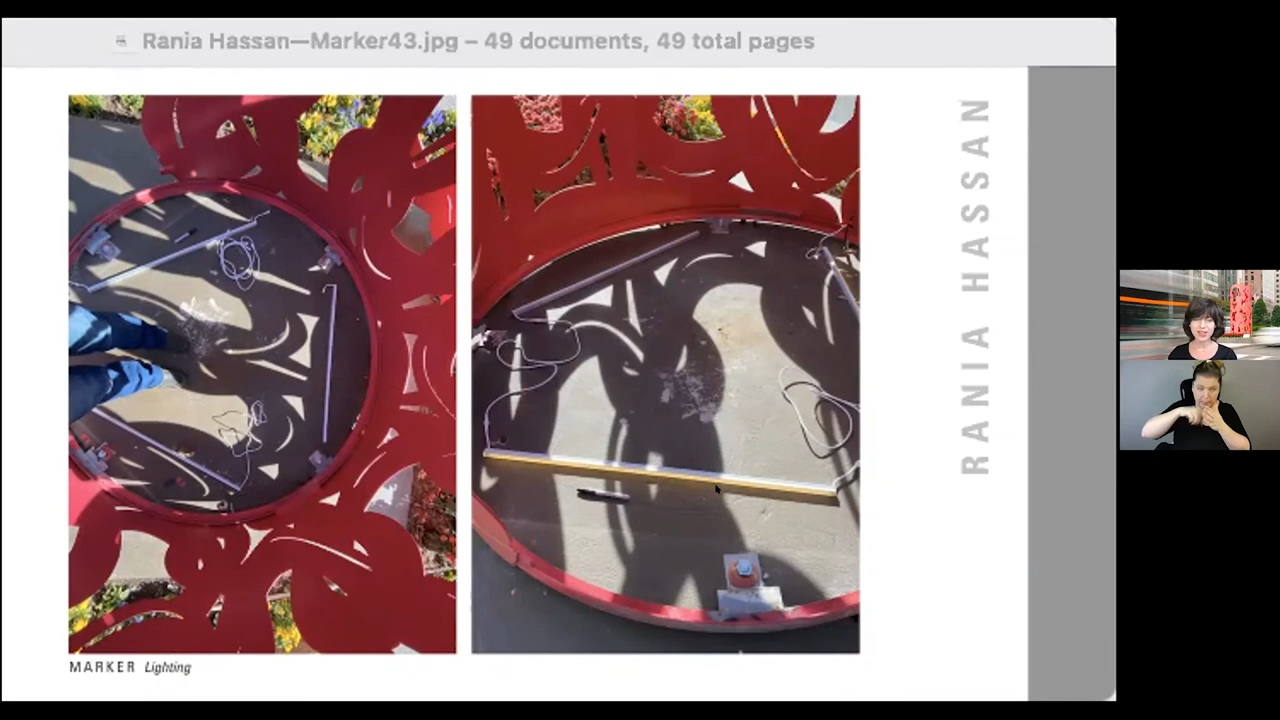 Rania Hassan—Marker43.jpg – 49 documents, 49 total pages
RANIA HASSAN
MARKER Lighting